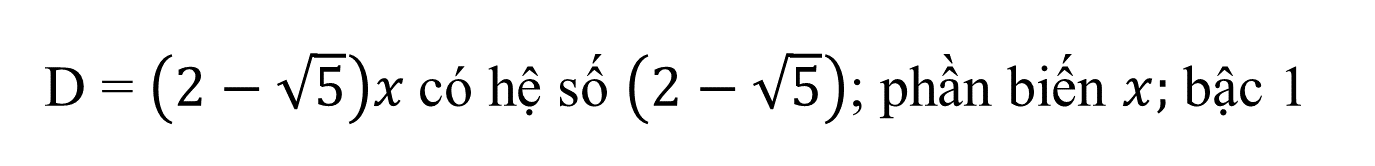 D = (2 − √5)x có hệ số (2 − √5); phần biến x; bậc 1